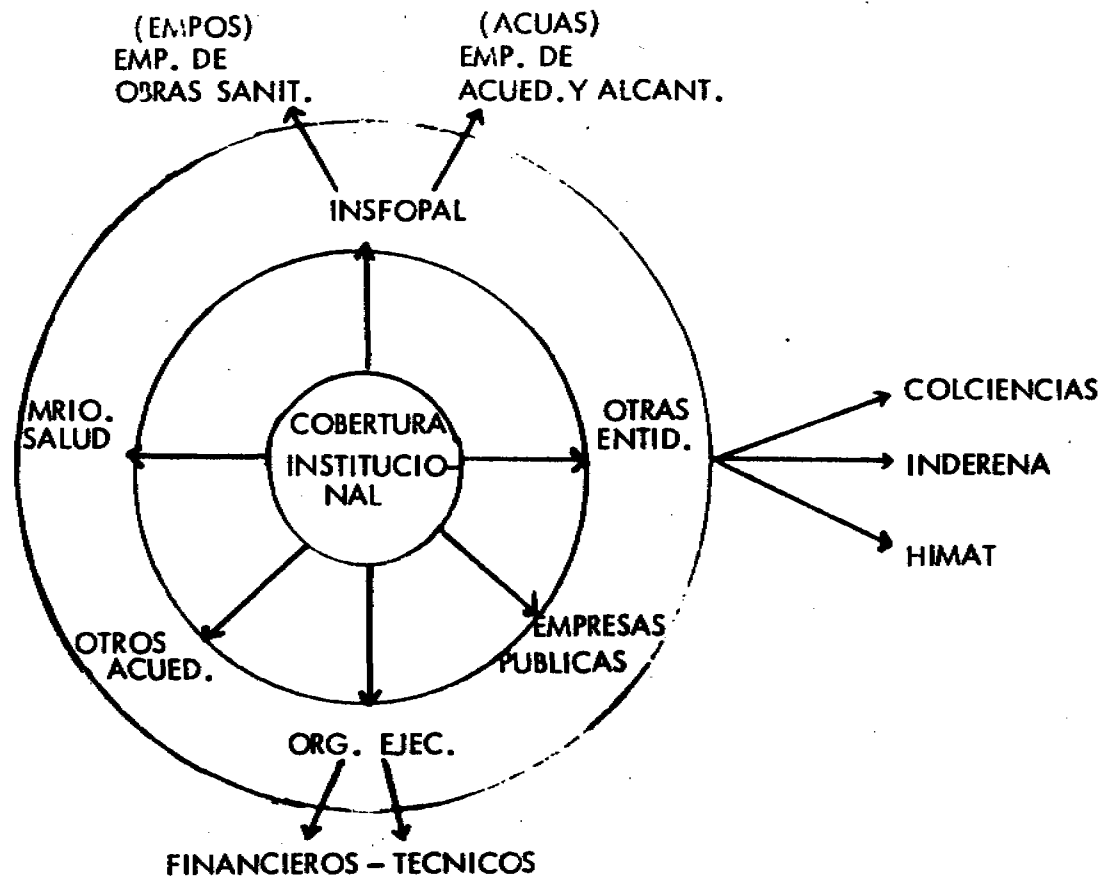 (EMPOS)
EMP. DE
OBRAS SANIT.
(ACUAS)
EMP. DE
ACUED. Y ALCANT.
INSFOPAL
MRIO.
SALUD
COBERTURA
INSTITUCIO-
NAL
OTRAS
ENTID.
COLCIENCIAS
INDERENA
HIMAT
OTROS
ACUED.
EMPRESAS
PUBLICAS
ORG. EJEC.
FINANCIEROS - TECNICOS